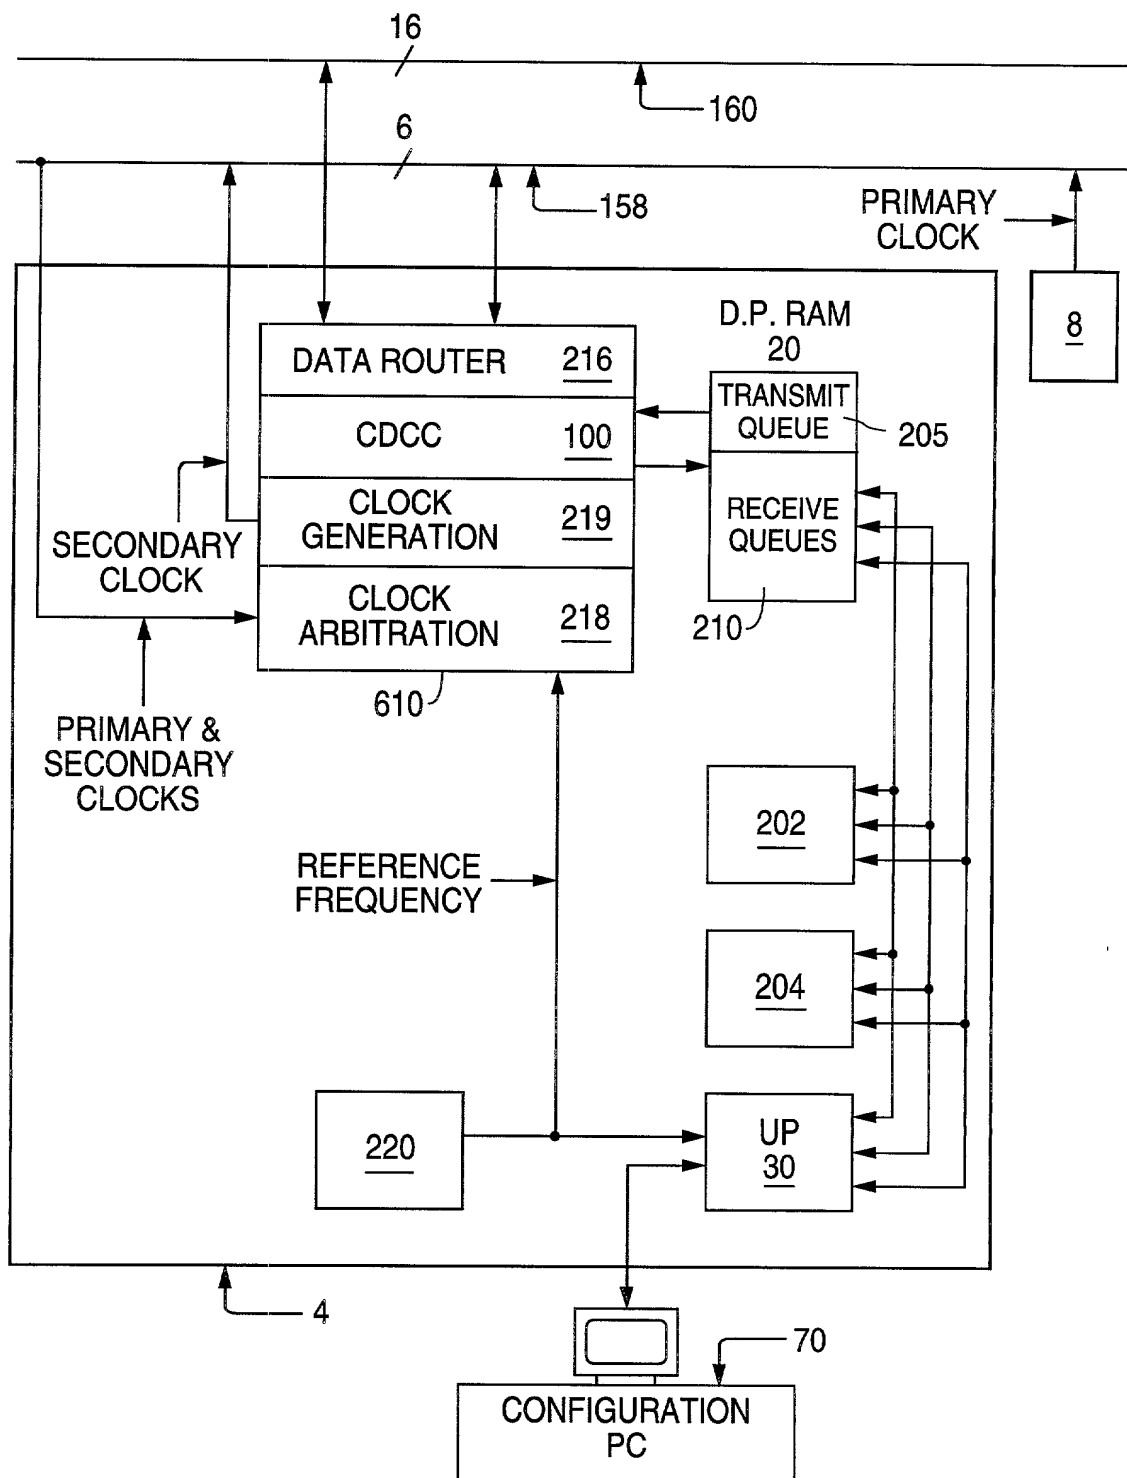 16
160
6
158
PRIMARY
CLOCK
8
D.P. RAM
20
DATA ROUTER 216
TRANSMIT
QUEUE
205
CDCC 100
CLOCK
GENERATION 219
RECEIVE
QUEUES
SECONDARY
CLOCK
CLOCK
ARBITRATION 218
210
610
PRIMARY &
SECONDARY
CLOCKS
202
REFERENCE
FREQUENCY
204
220
UP
30
4
70
CONFIGURATION
PC